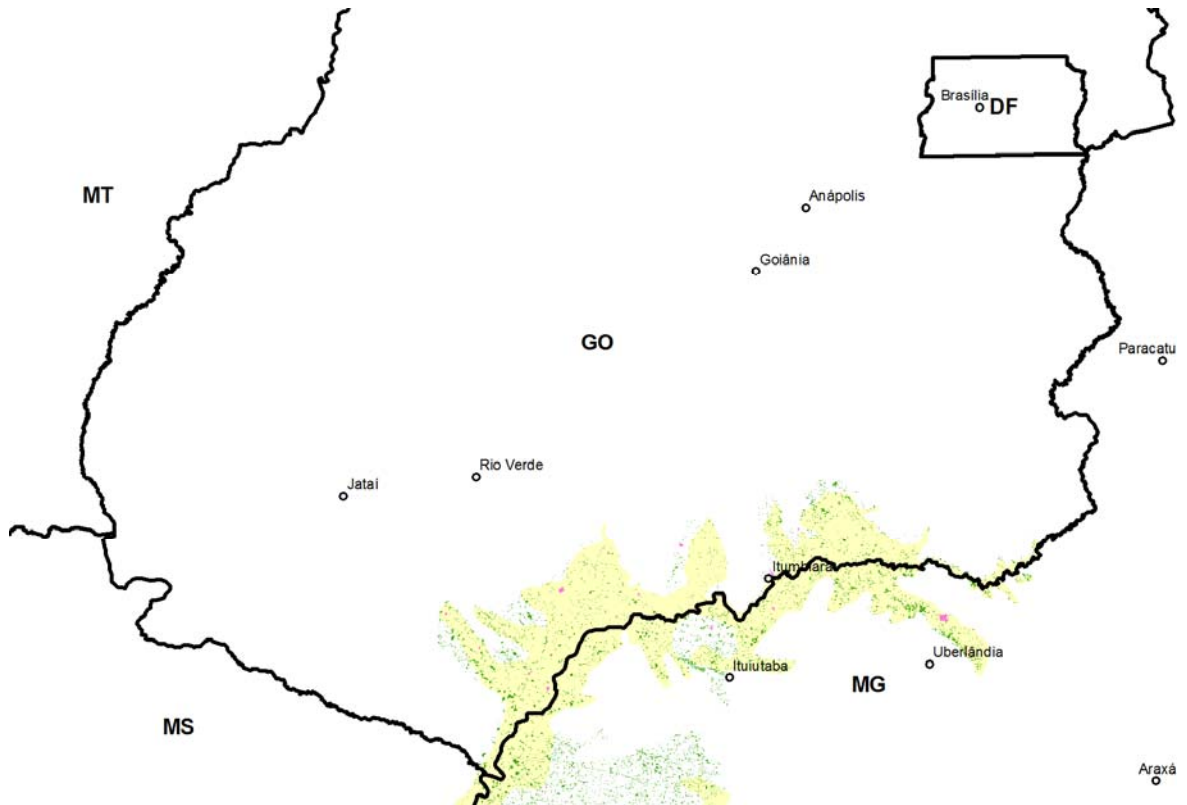 Brasília
DF
MT
Anápolis
Goiânia
GO
Paracatu
Rio Verde
Jataí
Itumbiara
Uberlândia
Ituiutaba
MG
MS
Araxá